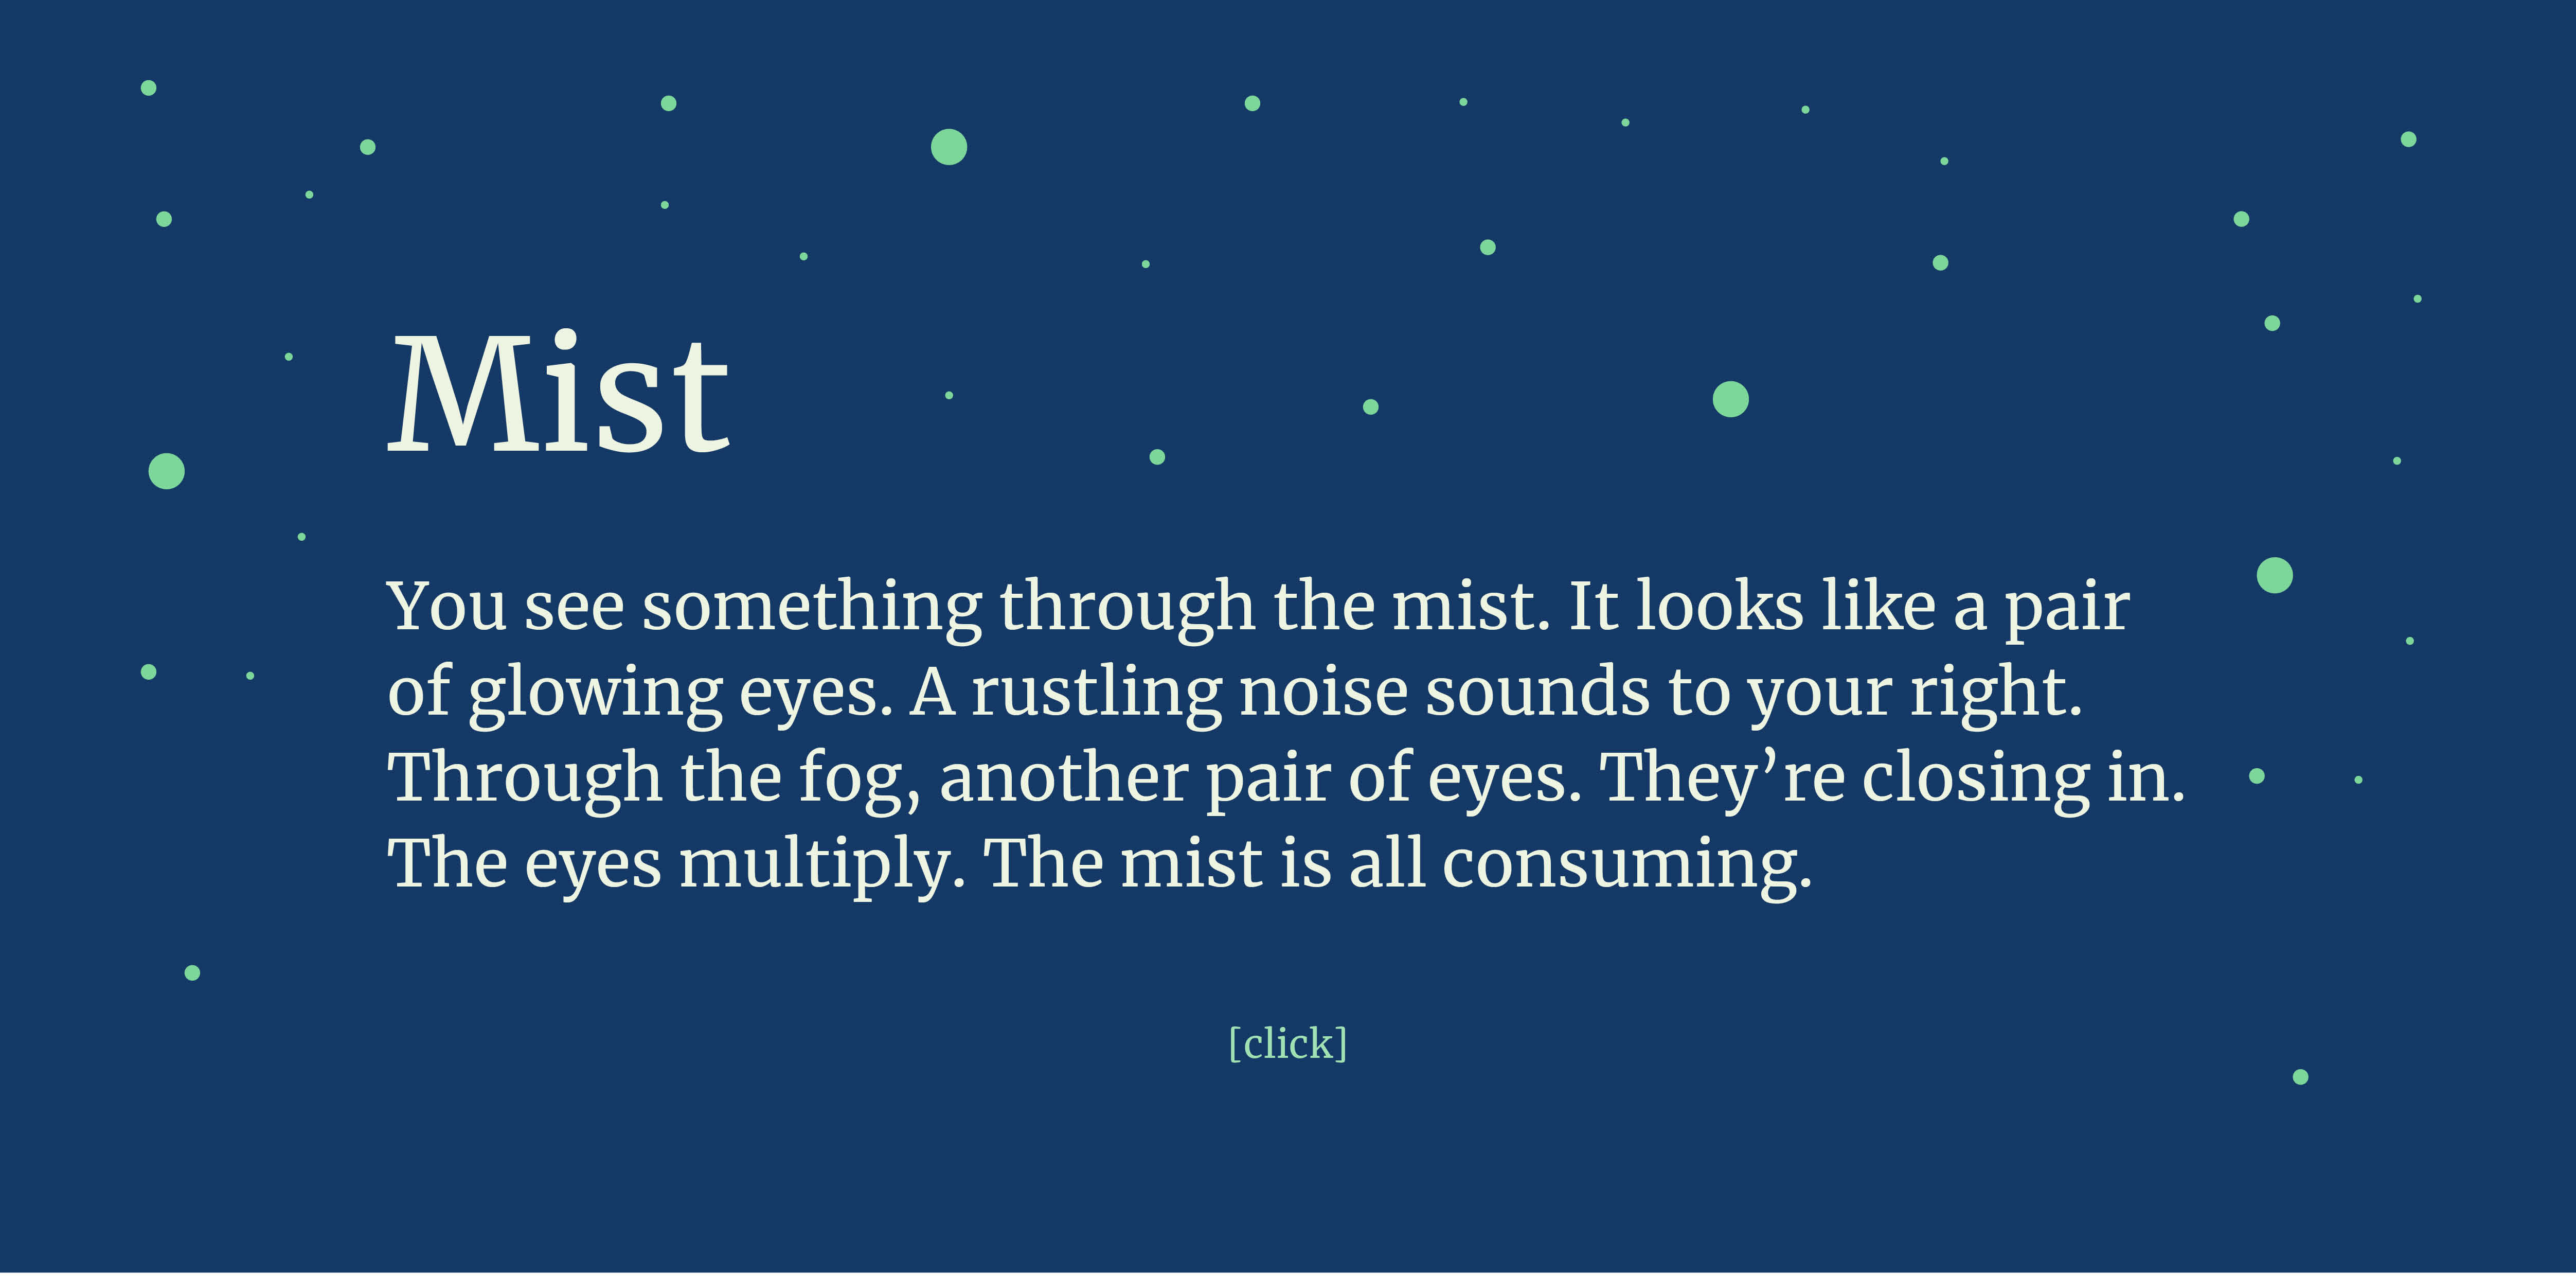 Mist
You see something through the mist. It looks like a pair
of glowing eyes. A rustling noise sounds to your right.
Through the fog, another pair of eyes. They’re closing in.
The eyes multiply. The mist is all consuming.
[click]